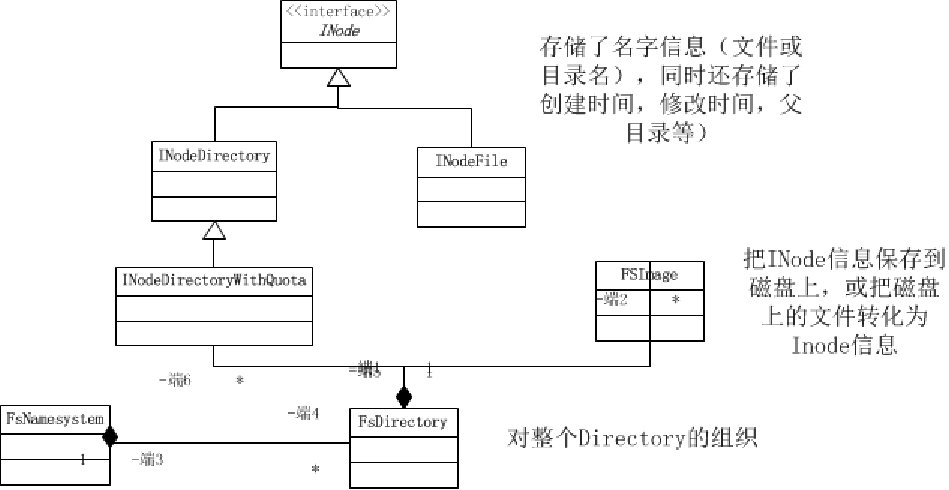 <<interface>>
INode
存储了名字信息（文件或
目录名），同时还存储了
创建时间，修改时间，父
目录等）
INodeDirectory
INodeFile
INodeDirectoryWithQuota
FSImage
-端2 *
把INode信息保存到
磁盘上，或把磁盘
上的文件转化为
Inode信息
-端6 *
1
-端4
FsNamesystem
FsDirectory
对整个Directory的组织
1 -端3
*